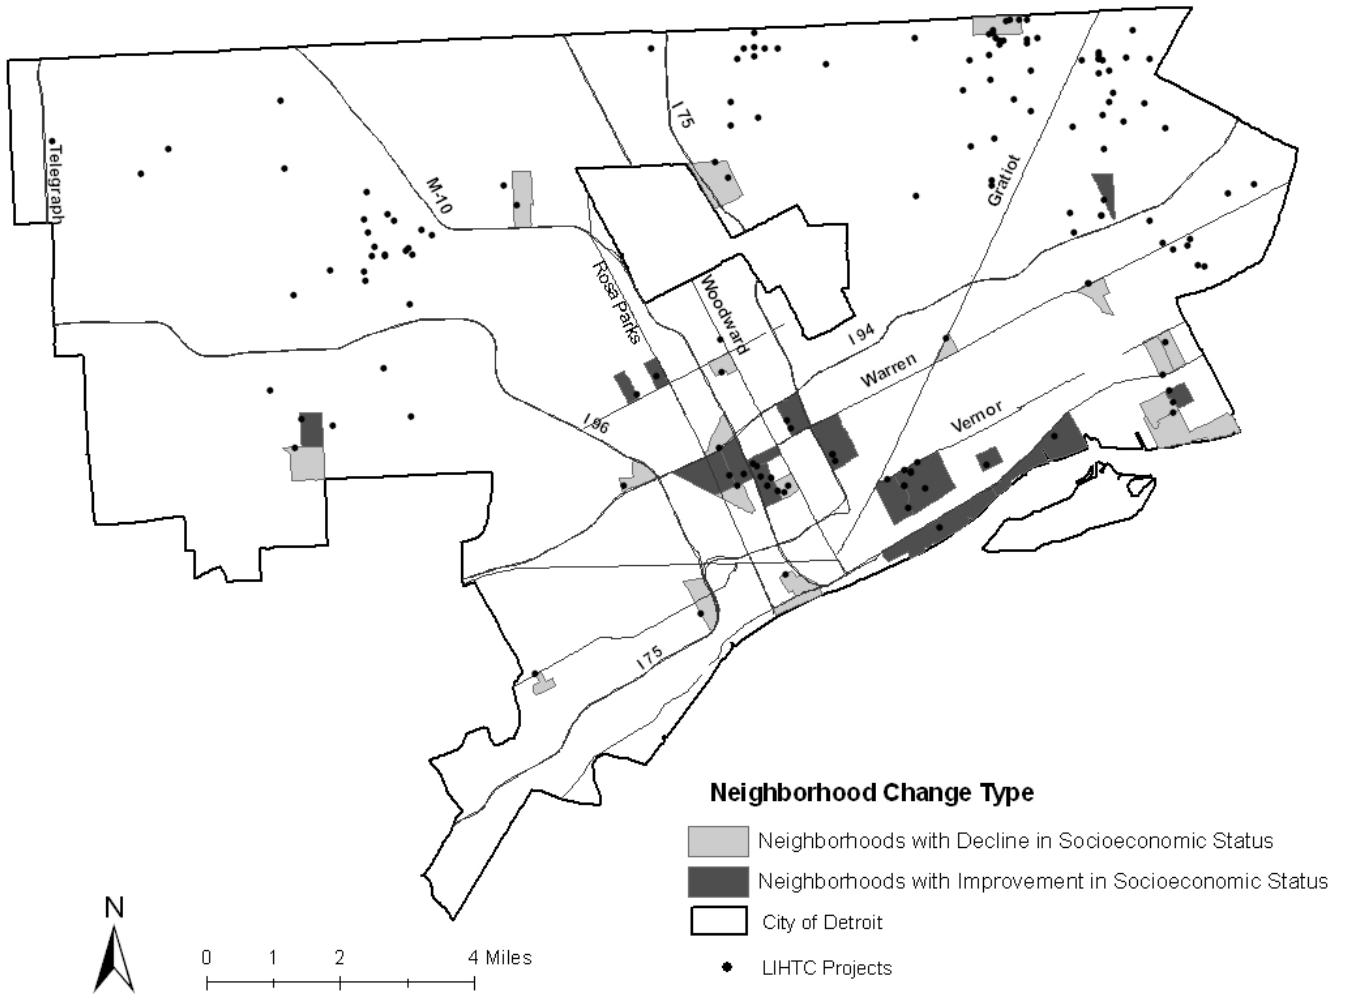 I 75
Telegraph
M-10
Gratiot
Rosa Parks
Woodward
I 94
Warren
Vernor
I 96
I 75
Neighborhood Change Type
Neighborhoods with Decline in Socioeconomic Status
Neighborhoods with Improvement in Socioeconomic Status
City of Detroit
LIHTC Projects
N
0 1 2 4 Miles